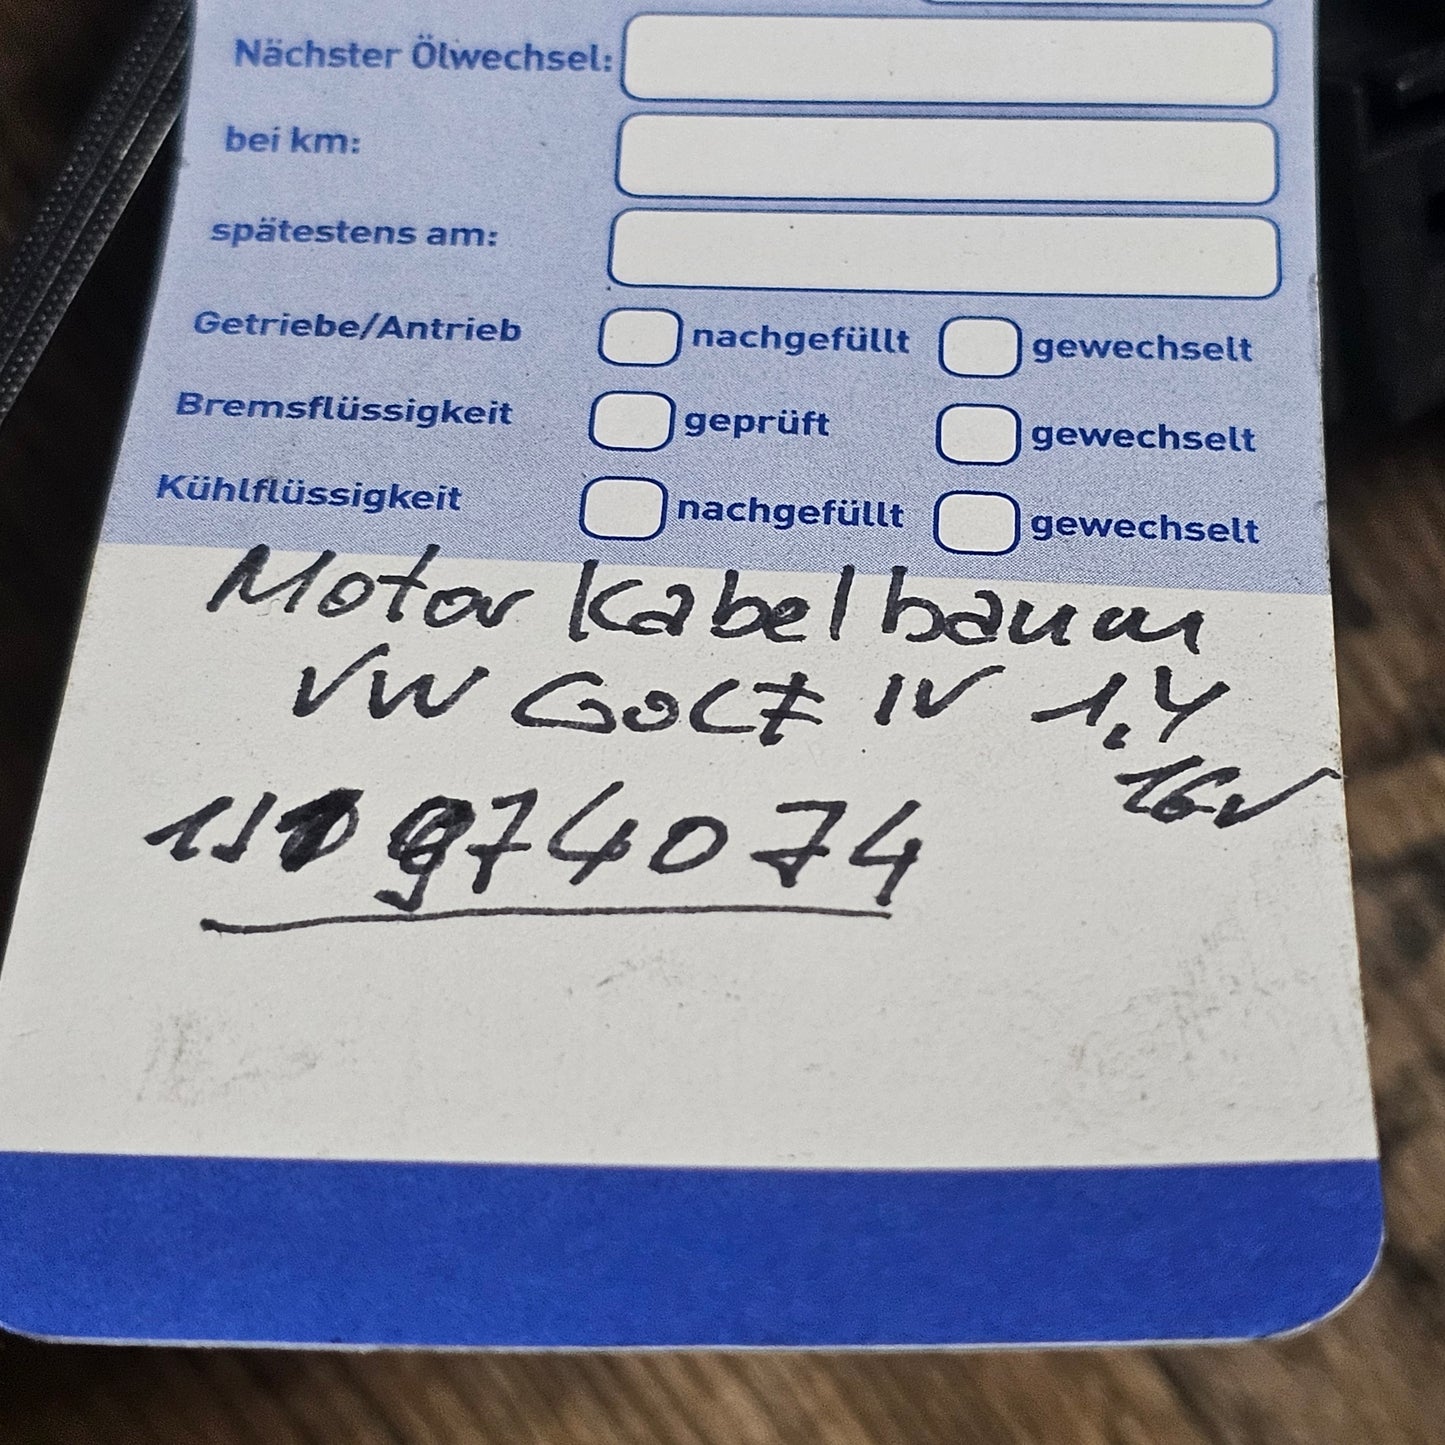 Nächster Ölwechsel:
bei km:
spätestens am:
Getriebe/Antrieb nachgefüllt gewechselt
Bremsflüssigkeit geprüft gewechselt
Kühlflüssigkeit nachgefüllt gewechselt
Motor Kabelbaum
VW GOLF IV 1,4
16V
974074